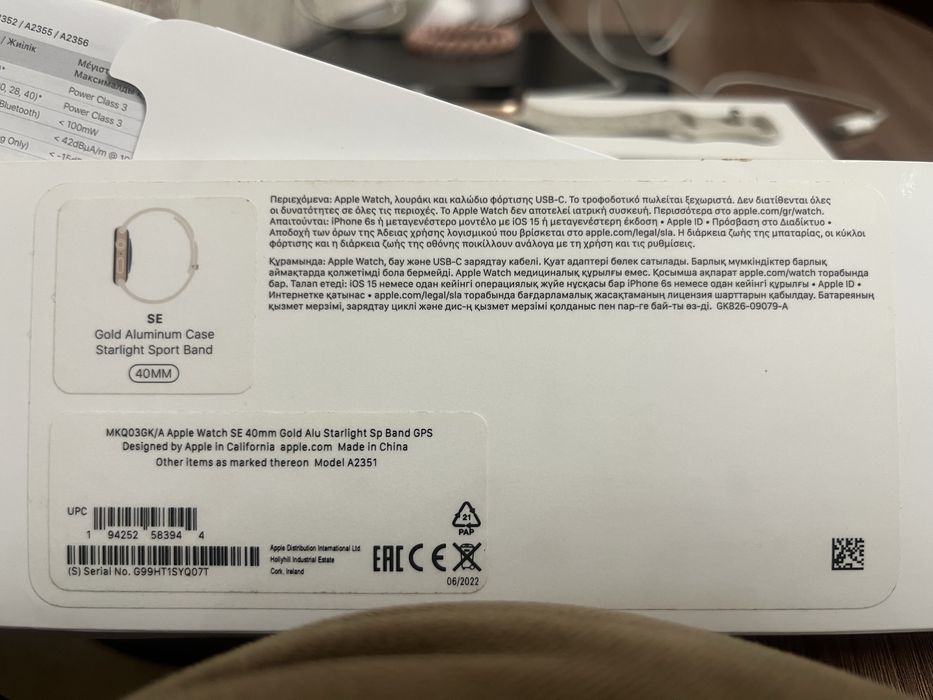 2352 / A2355 / A2356
/ Жиілік
Μέγιστ
Максималды
Power Class 3
0, 28, 40)*
Power Class 3
Bluetooth)
< 100mW
< 42dBµA/m @ 10
ng Only)
Περιεχόμενα: Apple Watch, λουράκι και καλώδιο φόρτισης USB-C. Το τροφοδοτικό πωλείται ξεχωριστά. Δεν διατίθενται όλες
οι δυνατότητες σε όλες τις περιοχές. Το Apple Watch δεν αποτελεί ιατρική συσκευή. Περισσότερα στο apple.com/gr/watch.
Απαιτούνται: iPhone 6s ή μεταγενέστερο μοντέλο με iOS 15 ή μεταγενέστερη έκδοση • Apple ID • Πρόσβαση στο Διαδίκτυο •
Αποδοχή των όρων της Άδειας χρήσης λογισμικού που βρίσκεται στο apple.com/legal/sla. Η διάρκεια ζωής της μπαταρίας, οι κύκλοι
φόρτισης και η διάρκεια ζωής της οθόνης ποικίλλουν ανάλογα με τη χρήση και τις ρυθμίσεις.
Құрамында: Apple Watch, бау және USB-C зарядтау кабелі. Қуат адаптері бөлек сатылады. Барлық мүмкіндіктер барлық
аймақтарда қолжетімді бола бермейді. Apple Watch медициналық құрылғы емес. Қосымша ақпарат apple.com/watch торабында
бар. Талап етеді: iOS 15 немесе одан кейінгі операциялық жүйе нұсқасы бар iPhone 6s немесе одан кейінгі құрылғы • Apple ID •
Интернетке қатынас • apple.com/legal/sla торабында бағдарламалық жасақтаманың лицензия шарттарын қабылдау. Батареяның
қызмет мерзімі, зарядтау циклі және дис-ң қызмет мерзімі қолданыс пен пар-ге бай-ты өз-ді. GK826-09079-A
SE
Gold Aluminum Case
Starlight Sport Band
40MM
MKQ03GK/A Apple Watch SE 40mm Gold Alu Starlight Sp Band GPS
Designed by Apple in California apple.com Made in China
Other items as marked thereon Model A2351
UPC
1 94252 58394 4
(S) Serial No. G99HT1SYQ07T
Apple Distribution International Ltd
Hollyhill Industrial Estate
Cork, Ireland
21
PAP
EAC CE
06/2022